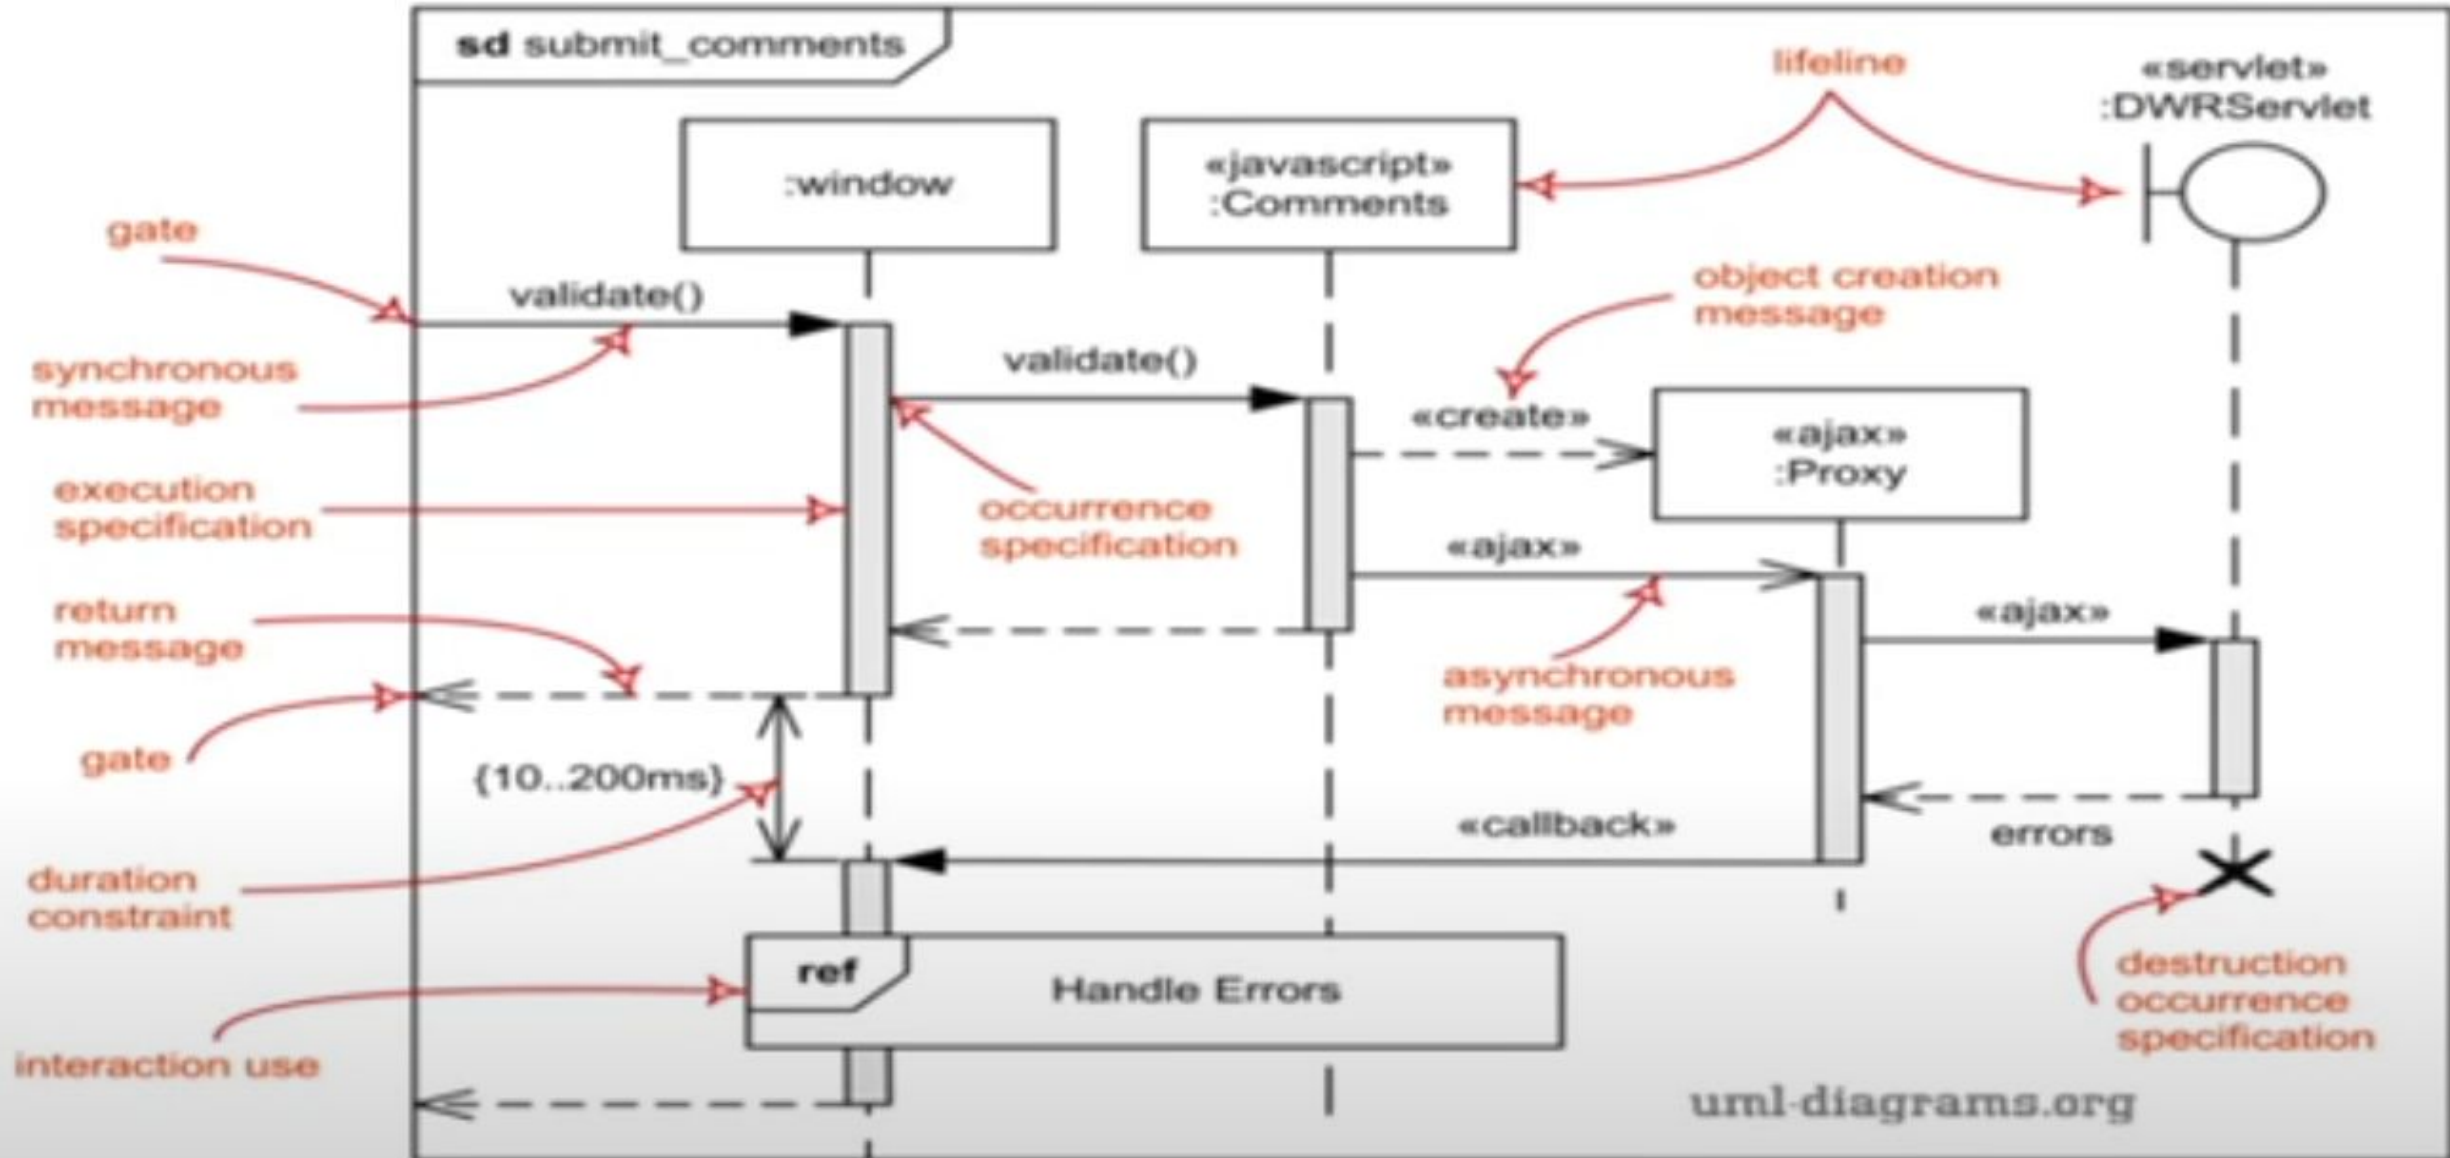 sd submit_comments
lifeline
«servlet»
:DWRServlet
:window
«javascript»
:Comments
gate
validate()
object creation
message
synchronous
message
validate()
«create»
«ajax»
:Proxy
execution
specification
occurrence
specification
«ajax»
return
message
«ajax»
asynchronous
message
gate
{10..200ms}
«callback»
errors
duration
constraint
ref
Handle Errors
destruction
occurrence
specification
interaction use
uml-diagrams.org